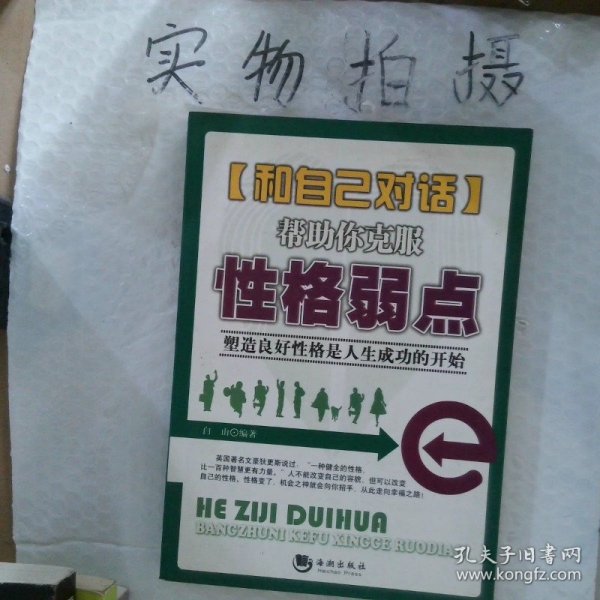 实物拍摄
【和自己对话】
帮助你克服
性格弱点
塑造良好性格是人生成功的开始
白 山⊙编著
e
英国著名文豪狄更斯说过：“一种健全的性格，
比一百种智慧更有力量。”人不能改变自己的容貌，但可以改变
自己的性格。性格变了，机会之神就会向你招手，从此走向幸福之路！
HE ZIJI DUIHUA
BANGZHUNI KEFU XINGGE RUODIAN
海潮出版社
Haichao Press
孔夫子旧书网
www.kongfz.com